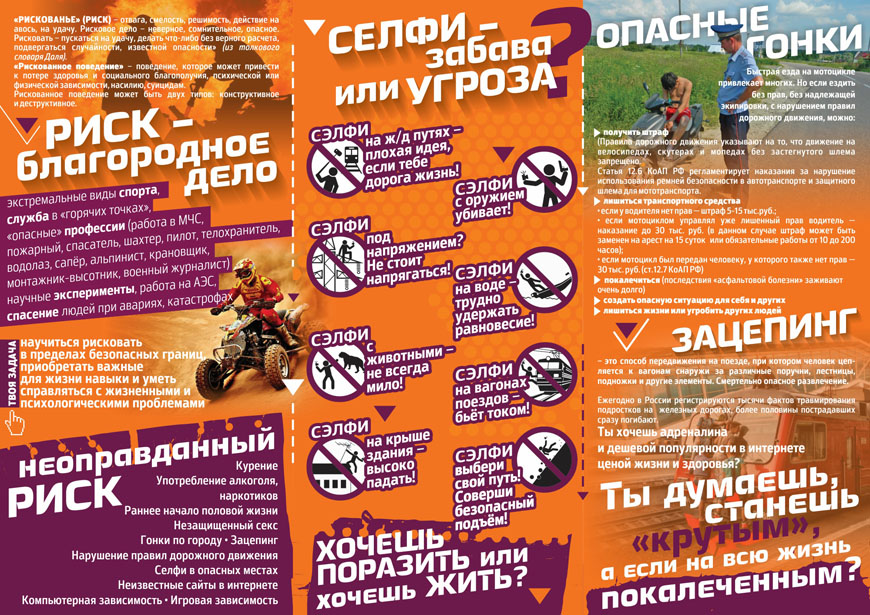 «РИСКОВАНЬЕ» (РИСК) – отвага, смелость, решимость, действие на
авось, на удачу. Рисковое дело – неверное, сомнительное, опасное.
Рисковать – пускаться на удачу, делать что-либо без верного расчета,
подвергаться случайности, известной опасности» (из толкового
словаря Даля).
«Рискованное поведение» – поведение, которое может привести
к потере здоровья и социального благополучия, психической или
физической зависимости, насилию, суицидам.
Рискованное поведение может быть двух типов: конструктивное
и деструктивное.
РИСК –
благородное
дело
экстремальные виды спорта,
служба в «горячих точках»,
«опасные» профессии (работа в МЧС,
пожарный, спасатель, шахтер, пилот, телохранитель,
водолаз, сапёр, альпинист, крановщик,
монтажник-высотник, военный журналист)
научные эксперименты, работа на АЭС,
спасение людей при авариях, катастрофах
ТВОЯ ЗАДАЧА
научиться рисковать
в пределах безопасных границ,
приобретать важные
для жизни навыки и уметь
справляться с жизненными и
психологическими проблемами
неоправданный
РИСК
Курение
Употребление алкоголя,
наркотиков
Раннее начало половой жизни
Незащищенный секс
Гонки по городу • Зацепинг
Нарушение правил дорожного движения
Селфи в опасных местах
Неизвестные сайты в интернете
Компьютерная зависимость • Игровая зависимость
СЕЛФИ –
забава
или УГРОЗА?
СЭЛФИ
на ж/д путях –
плохая идея,
если тебе
дорога жизнь!
СЭЛФИ
с оружием
убивает!
СЭЛФИ
под
напряжением?
Не стоит
напрягаться!
СЭЛФИ
на воде –
трудно
удержать
равновесие!
СЭЛФИ
с
животными –
не всегда
мило!
СЭЛФИ
на вагонах
поездов –
бьёт током!
СЭЛФИ
на крыше
здания –
высоко
падать!
СЭЛФИ
выбери
свой путь!
Соверши
безопасный
подъём!
ХОЧЕШЬ
ПОРАЗИТЬ или
хочешь ЖИТЬ?
ОПАСНЫЕ
ГОНКИ
Быстрая езда на мотоцикле
привлекает многих. Но если ездить
без прав, без надлежащей
экипировки, с нарушением правил
дорожного движения, можно:
получить штраф
(Правила дорожного движения указывают на то, что движение на
велосипедах, скутерах и мопедах без застегнутого шлема
запрещено.
Статья 12.6 КоАП РФ регламентирует наказания за нарушение
использования ремней безопасности в автотранспорте и защитного
шлема для мототранспорта.
лишиться транспортного средства
• если у водителя нет прав — штраф 5-15 тыс.руб.;
• если мотоциклом управлял уже лишенный прав водитель —
наказание до 30 тыс. руб. (в данном случае штраф может быть
заменен на арест на 15 суток или обязательные работы от 10 до 200
часов);
• если мотоцикл был передан человеку, у которого также нет прав —
30 тыс. руб. (ст.12.7 КоАП РФ)
покалечиться (последствия «асфальтовой болезни» заживают
очень долго)
создать опасную ситуацию для себя и других
лишиться жизни или угробить других людей
ЗАЦЕПИНГ
– это способ передвижения на поезде, при котором человек цеп-
ляется к вагонам снаружи за различные поручни, лестницы,
подножки и другие элементы. Смертельно опасное развлечение.
Ежегодно в России регистрируются тысячи фактов травмирования
подростков на железных дорогах, более половины пострадавших
сразу погибают.
Ты хочешь адреналина
и дешевой популярности в интернете
ценой жизни и здоровья?
Ты думаешь,
станешь
«крутым»,
а если на всю жизнь
покалеченным?